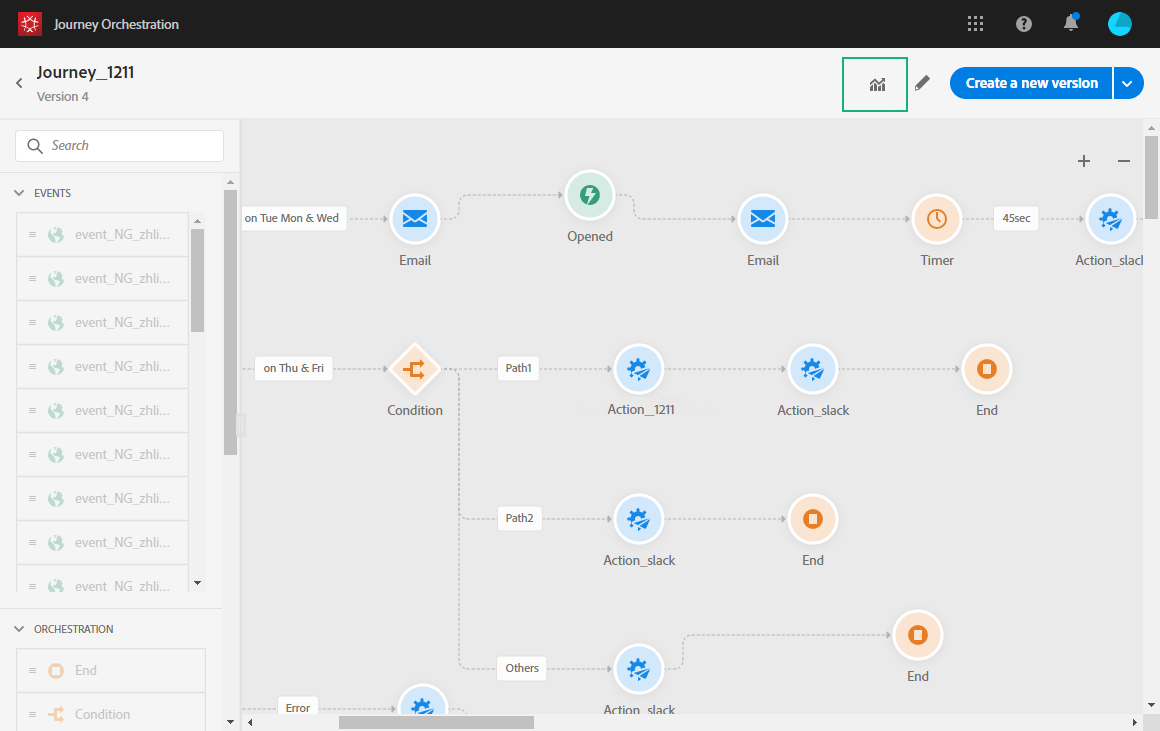 Journey Orchestration
Journey_1211
Version 4
Create a new version
Search
EVENTS
event_NG_zhli...
event_NG_zhli...
event_NG_zhli...
event_NG_zhli...
event_NG_zhli...
event_NG_zhli...
event_NG_zhli...
event_NG_zhli...
event_NG_zhli...
ORCHESTRATION
End
Condition
on Tue Mon & Wed
Email
Opened
Email
Timer
45sec
Action_slack
on Thu & Fri
Condition
Path1
Action_1211
Action_slack
End
Path2
Action_slack
End
Others
Action_slack
End
Error